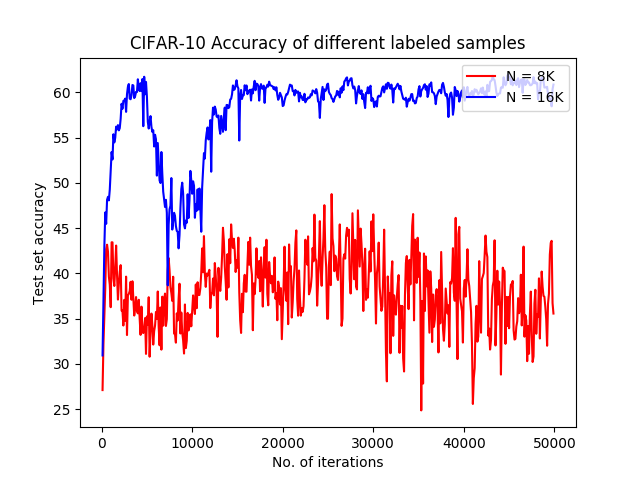 CIFAR-10 Accuracy of different labeled samples
N = 8K
N = 16K
Test set accuracy
60
55
50
45
40
35
30
25
0 10000 20000 30000 40000 50000
No. of iterations